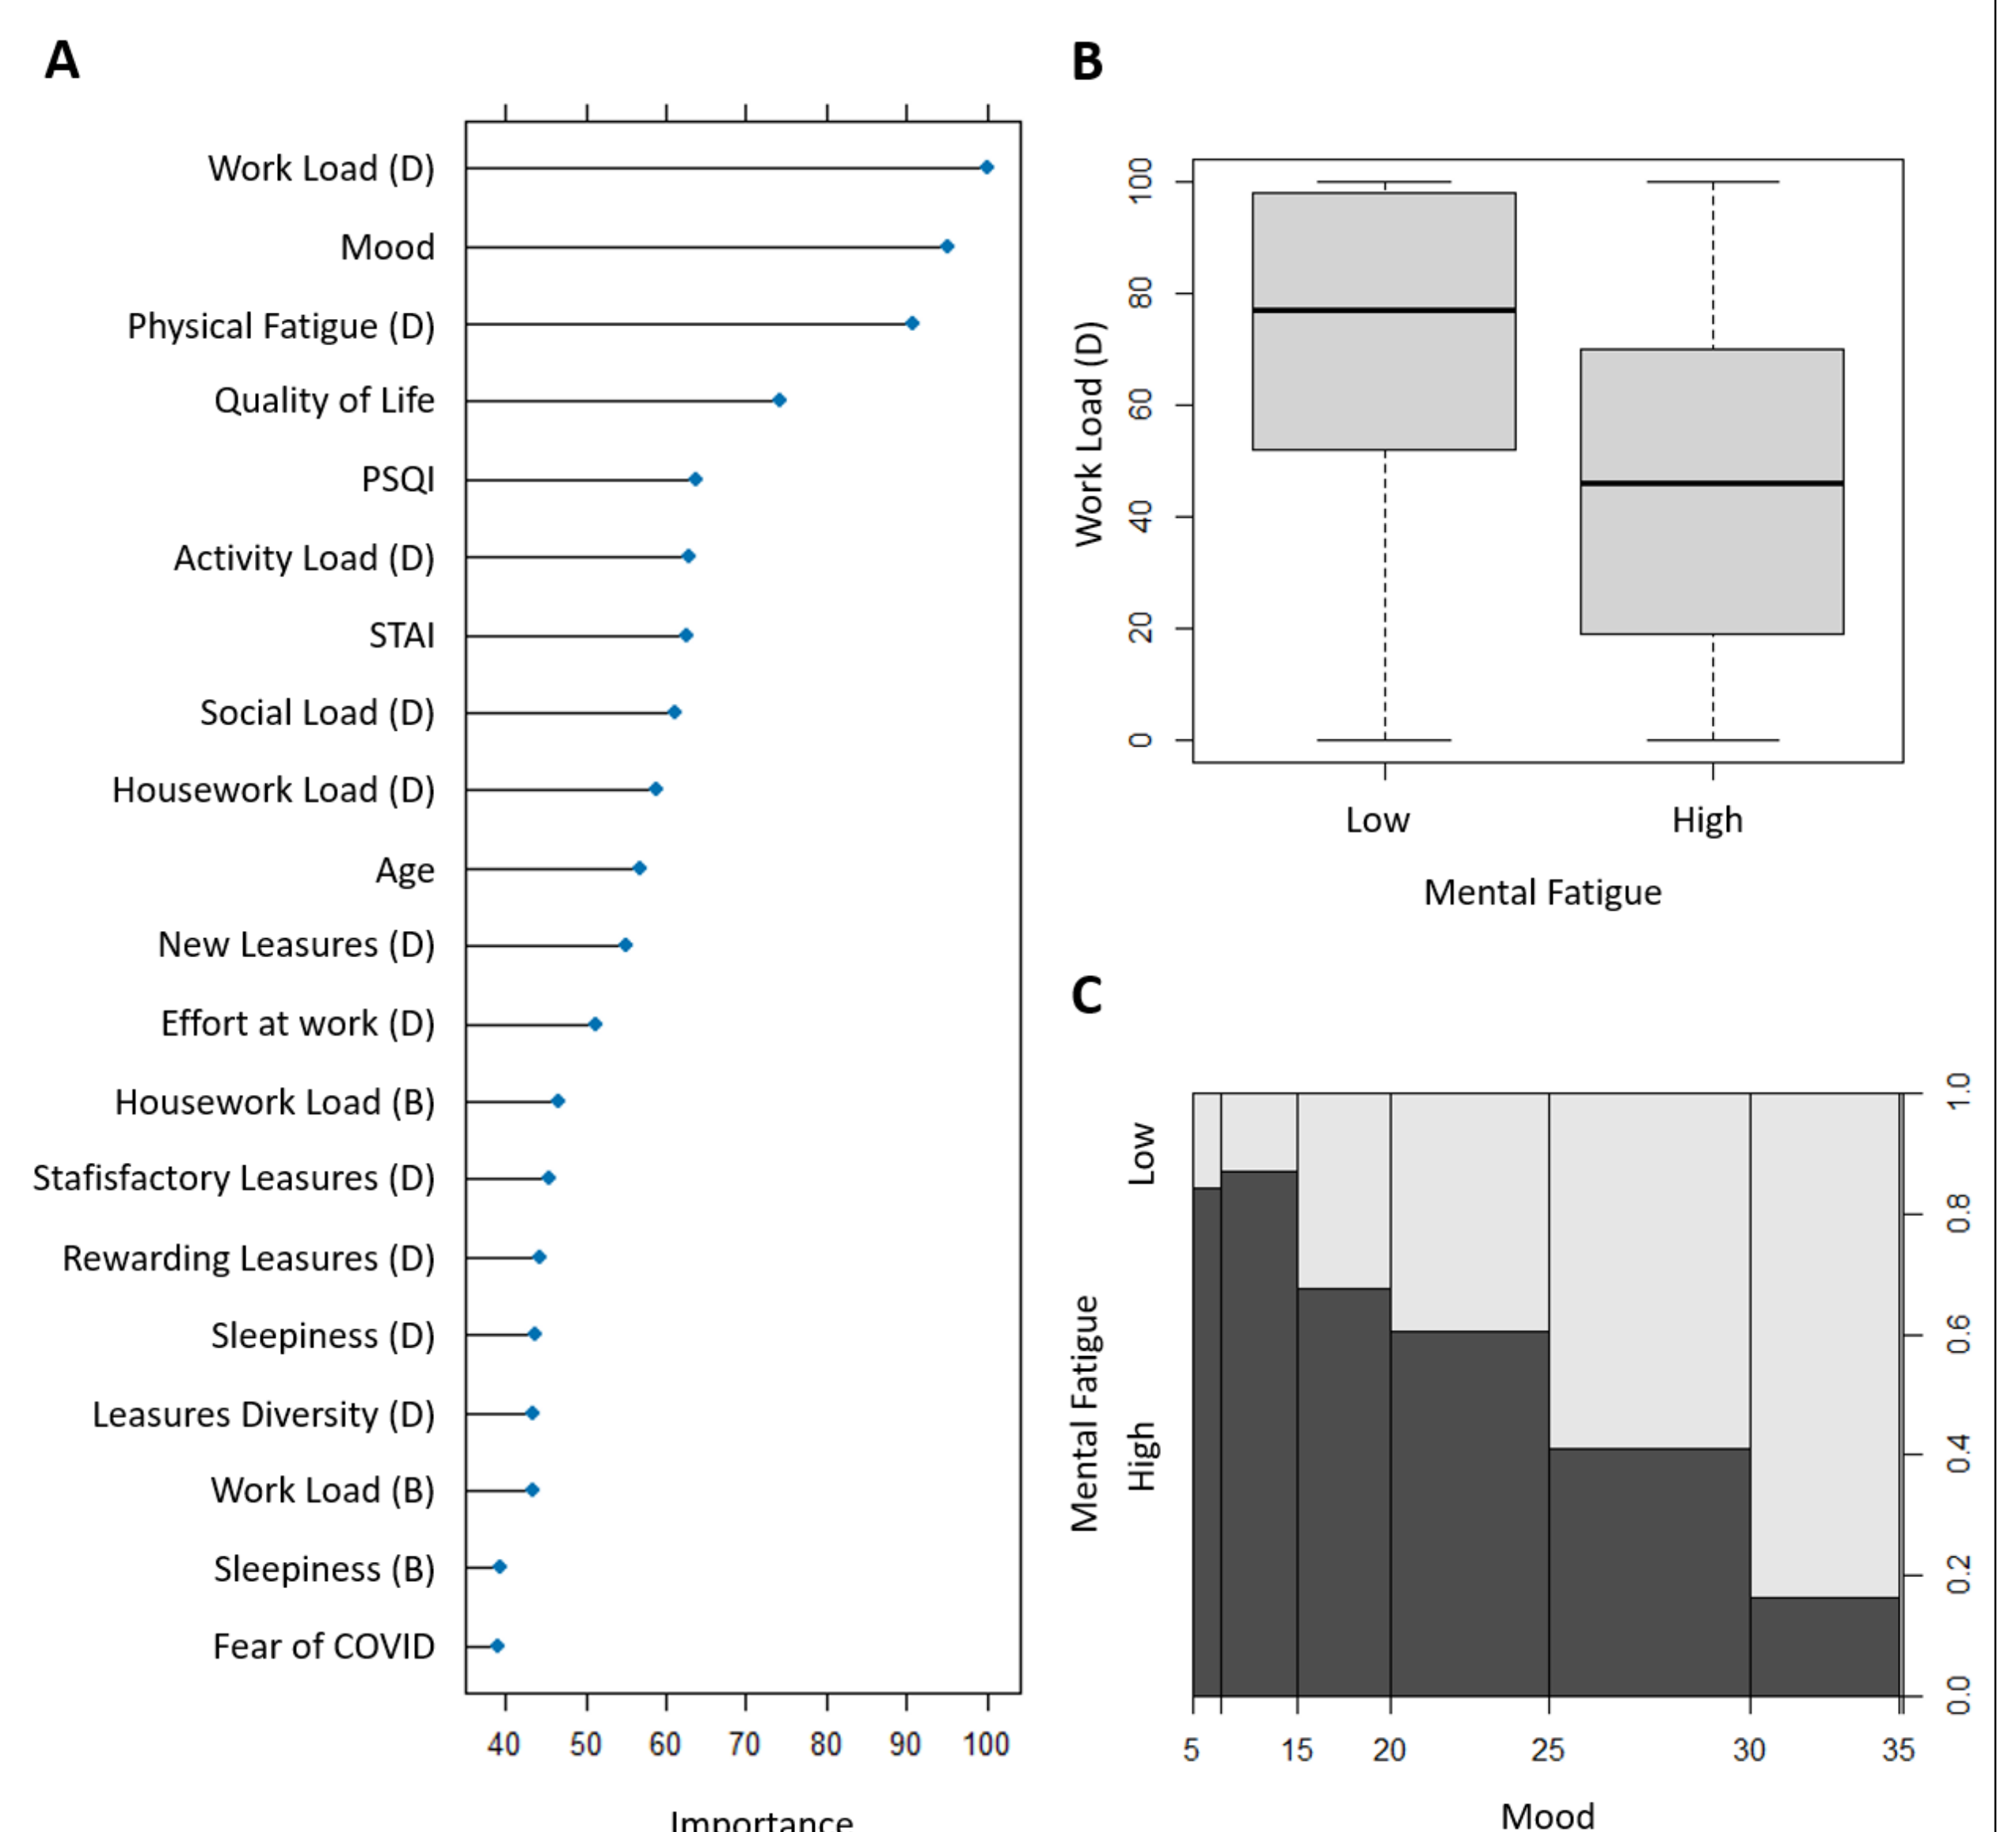 A
Work Load (D)
Mood
Physical Fatigue (D)
Quality of Life
PSQI
Activity Load (D)
STAI
Social Load (D)
Housework Load (D)
Age
New Leasures (D)
Effort at work (D)
Housework Load (B)
Stafisfactory Leasures (D)
Rewarding Leasures (D)
Sleepiness (D)
Leasures Diversity (D)
Work Load (B)
Sleepiness (B)
Fear of COVID
40 50 60 70 80 90 100
Importance
B
Work Load (D)
0 20 40 60 80 100
Low High
Mental Fatigue
C
Mental Fatigue
High Low
0.0 0.2 0.4 0.6 0.8 1.0
5 15 20 25 30 35
Mood